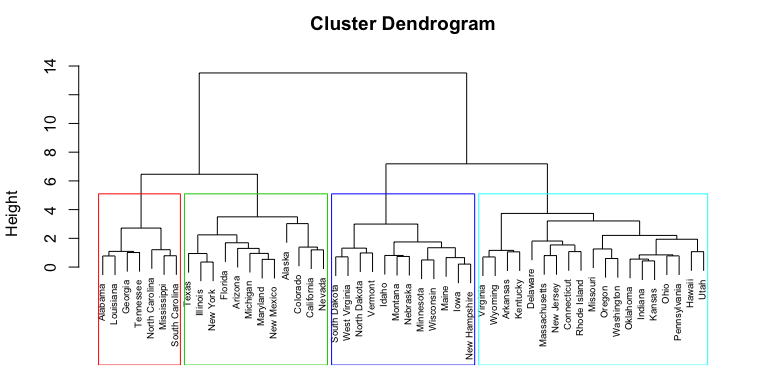 Cluster Dendrogram
Height
14
10
8
6
4
2
0
Alabama
Louisiana
Georgia
Tennessee
North Carolina
Mississippi
South Carolina
Texas
Illinois
New York
Florida
Arizona
Michigan
Maryland
New Mexico
Alaska
Colorado
California
Nevada
South Dakota
West Virginia
North Dakota
Vermont
Idaho
Montana
Nebraska
Minnesota
Wisconsin
Maine
Iowa
New Hampshire
Virginia
Wyoming
Arkansas
Kentucky
Delaware
Massachusetts
New Jersey
Connecticut
Rhode Island
Missouri
Oregon
Washington
Oklahoma
Indiana
Kansas
Ohio
Pennsylvania
Hawaii
Utah